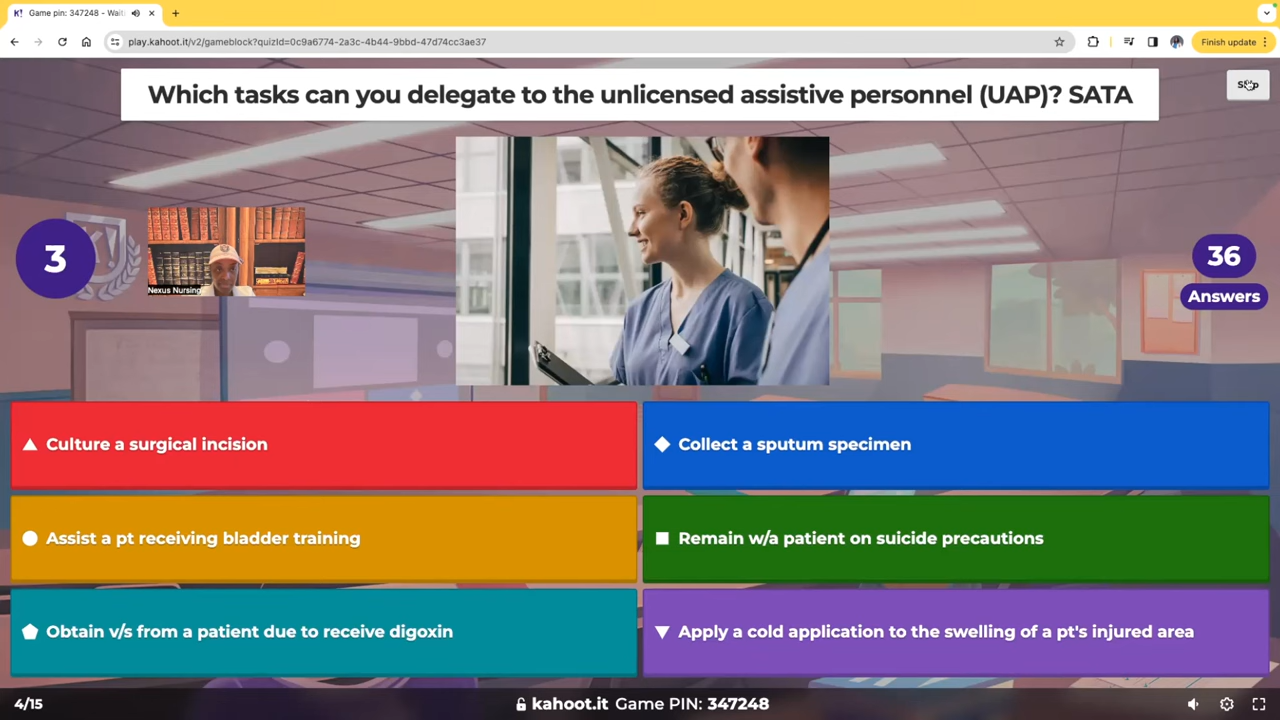 Game pin: 347248 - Wait
play.kahoot.it/v2/gameblock?quizId=0c9a6774-2a3c-4b44-9bbd-47d74cc3ae37
Finish update
Which tasks can you delegate to the unlicensed assistive personnel (UAP)? SATA
3
Nexus Nursing
36
Answers
Culture a surgical incision
Collect a sputum specimen
Assist a pt receiving bladder training
Remain w/a patient on suicide precautions
Obtain v/s from a patient due to receive digoxin
Apply a cold application to the swelling of a pt's injured area
4/15
kahoot.it Game PIN: 347248